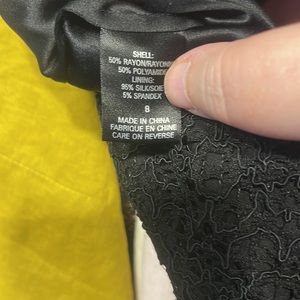 SHELL:
50% RAYON/RAYONNE
50% POLYAMIDE
LINING:
95% SILK/SOIE
5% SPANDEX
8
MADE IN CHINA
FABRIQUE EN CHINE
CARE ON REVERSE